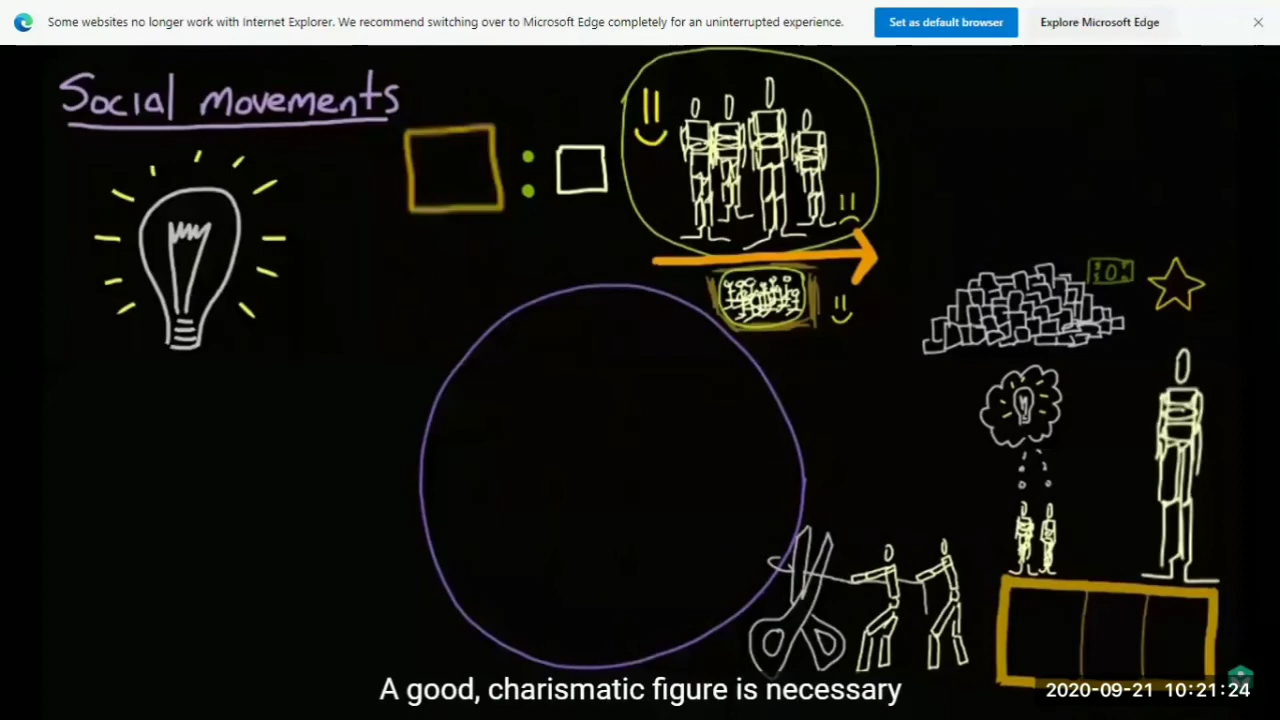 Some websites no longer work with Internet Explorer. We recommend switching over to Microsoft Edge completely for an uninterrupted experience.
Set as default browser
Explore Microsoft Edge
Social movements
A good, charismatic figure is necessary
2020-09-21 10:21:24